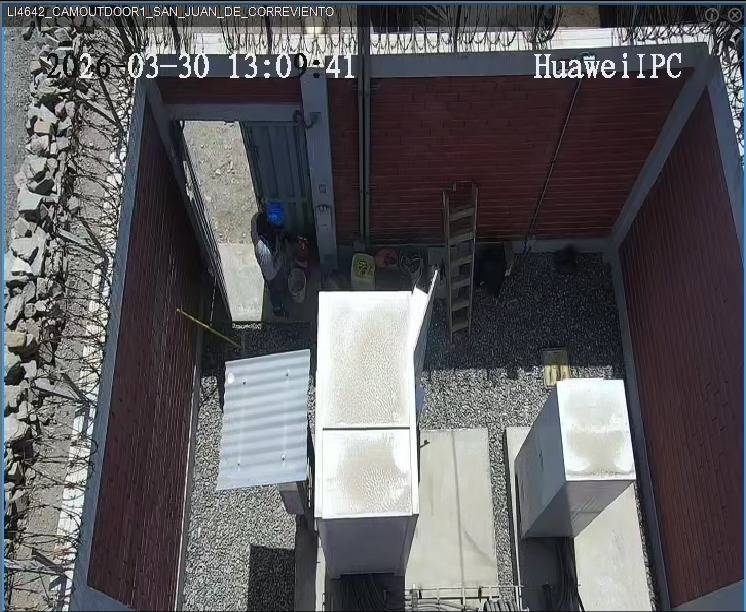 LI4642_CAMOUTDOOR1_SAN_JUAN_DE_CORREVIENTO
2026-03-30 13:09:41
HuaweiIPC